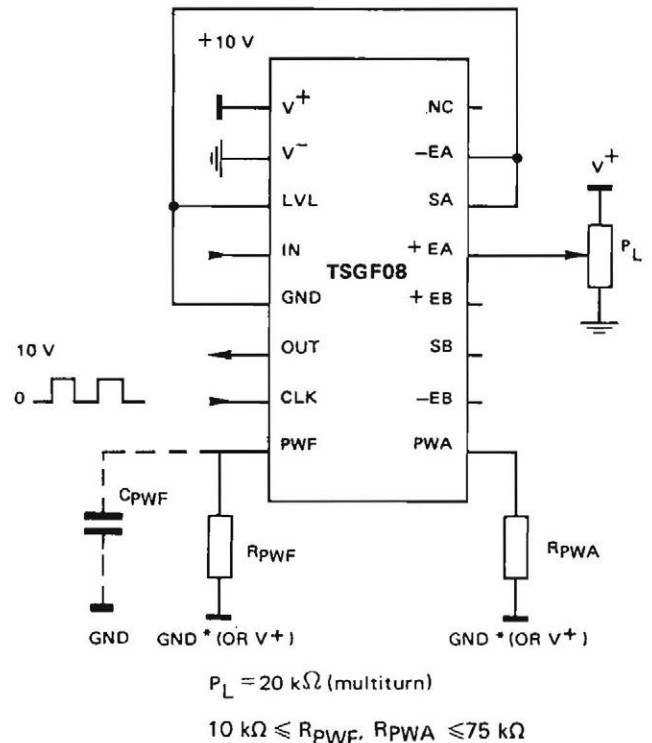 +10 V
V+
NC
V−
−EA
V+
LVL
SA
IN
+EA
PL
TSGF08
GND
+EB
10 V
OUT
SB
0
CLK
−EB
PWF
PWA
CPWF
RPWF
RPWA
GND
GND * (OR V+)
GND * (OR V+)
PL = 20 kΩ (multiturn)
10 kΩ ⩽ RPWF, RPWA ⩽75 kΩ